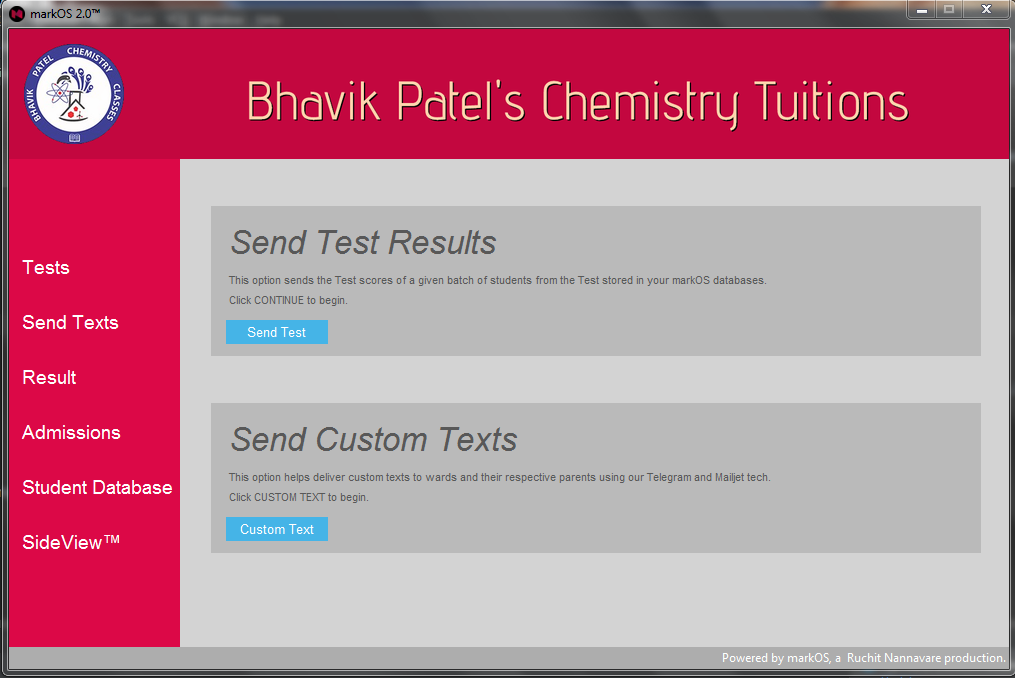 markOS 2.0™
BHAVIK PATEL CHEMISTRY CLASSES
Bhavik Patel's Chemistry Tuitions
Tests
Send Texts
Result
Admissions
Student Database
SideView™
Send Test Results
This option sends the Test scores of a given batch of students from the Test stored in your markOS databases.
Click CONTINUE to begin.
Send Test
Send Custom Texts
This option helps deliver custom texts to wards and their respective parents using our Telegram and Mailjet tech.
Click CUSTOM TEXT to begin.
Custom Text
Powered by markOS, a Ruchit Nannavare production.